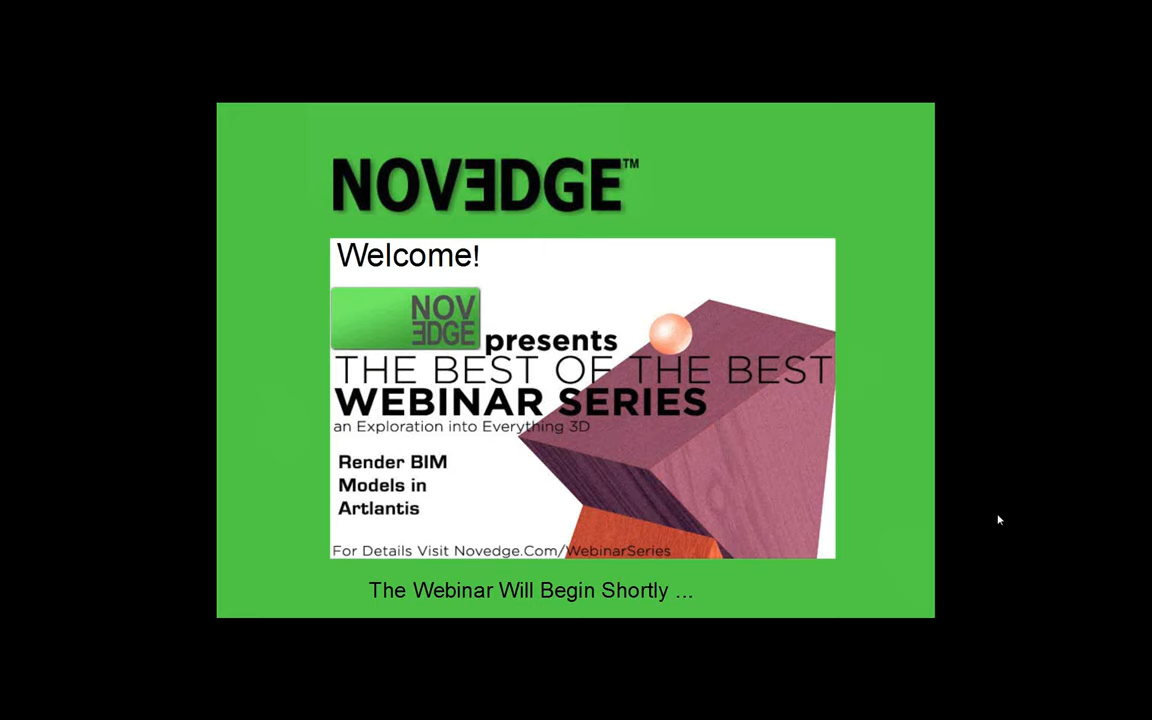 NOVEDGE™
Welcome!
NOV
EDGE
presents
THE BEST OF THE BEST
WEBINAR SERIES
an Exploration into Everything 3D
Render BIM
Models in
Artlantis
For Details Visit Novedge.Com/WebinarSeries
The Webinar Will Begin Shortly ...